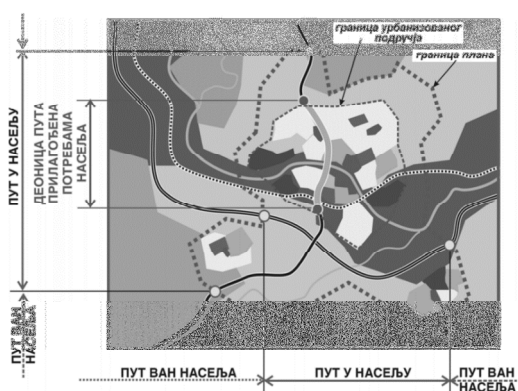 граница урбанизованог
подручја
граница плана
ПУТ У НАСЕЉУ
ДЕОНИЦА ПУТА
ПРИЛАГОЂЕНА
ПОТРЕБАМА
НАСЕЉА
ПУТ ВАН
НАСЕЉА
ПУТ ВАН НАСЕЉА
ПУТ У НАСЕЉУ
ПУТ ВАН
НАСЕЉА